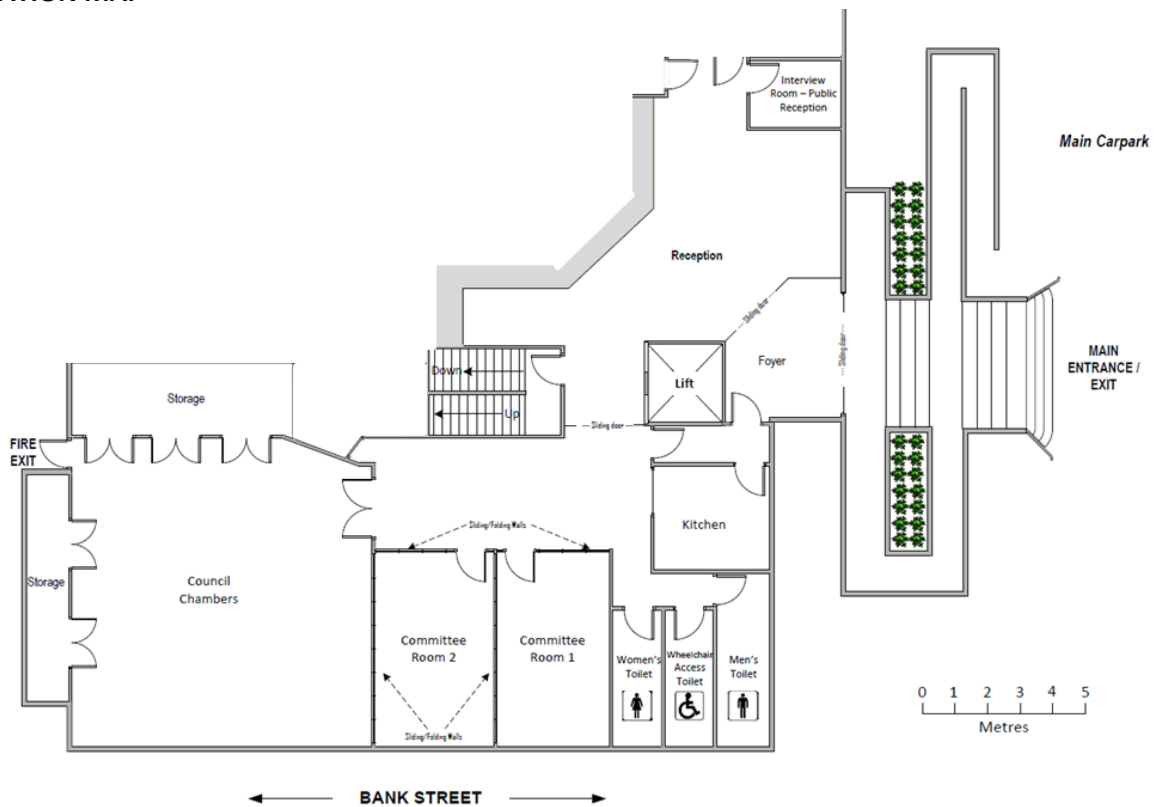 Interview
Room – Public
Reception
Main Carpark
Reception
Sliding door
Sliding door
MAIN
ENTRANCE /
EXIT
Foyer
Down
Lift
Storage
Up
Sliding door
FIRE
EXIT
Sliding/Folding Walls
Kitchen
Storage
Council
Chambers
Committee
Room 2
Committee
Room 1
Women's
Toilet
Wheelchair
Access
Toilet
Men's
Toilet
0 1 2 3 4 5
Metres
Sliding/Folding Walls
BANK STREET